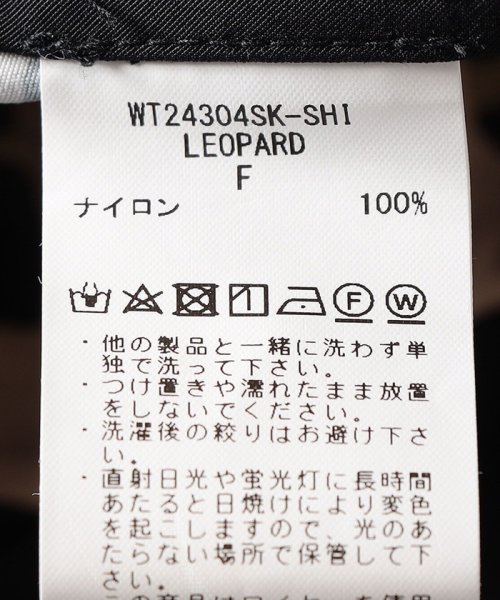 WT24304SK-SHI
LEOPARD
F
ナイロン 100%
F W
・他の製品と一緒に洗わず単
独で洗って下さい。
・つけ置きや濡れたまま放置
をしないでください。
・洗濯後の絞りはお避け下さ
い。
・直射日光や蛍光灯に長時間
あたると日焼けにより変色
を起こしますので、光のあ
たらない場所で保管して下
さい。